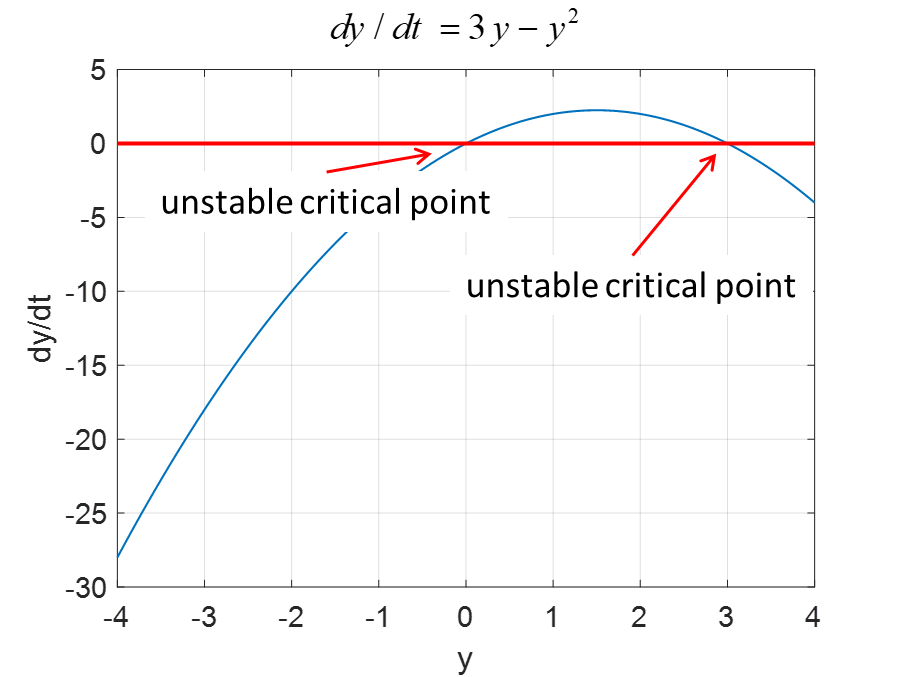 dy / dt = 3y − y²
5
0
-5
-10
-15
-20
-25
-30
dy/dt
unstable critical point
unstable critical point
-4 -3 -2 -1 0 1 2 3 4
y